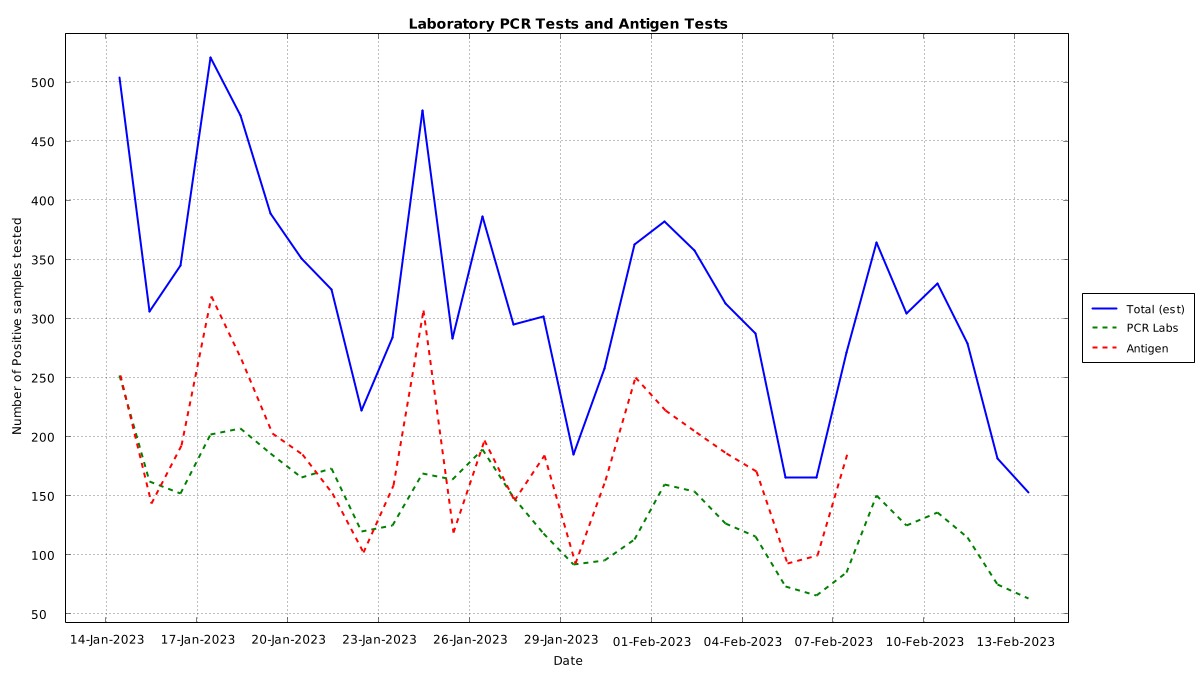 Laboratory PCR Tests and Antigen Tests
Number of Positive samples tested
500
450
400
350
300
250
200
150
100
50
14-Jan-2023 17-Jan-2023 20-Jan-2023 23-Jan-2023 26-Jan-2023 29-Jan-2023 01-Feb-2023 04-Feb-2023 07-Feb-2023 10-Feb-2023 13-Feb-2023
Date
Total (est)
PCR Labs
Antigen